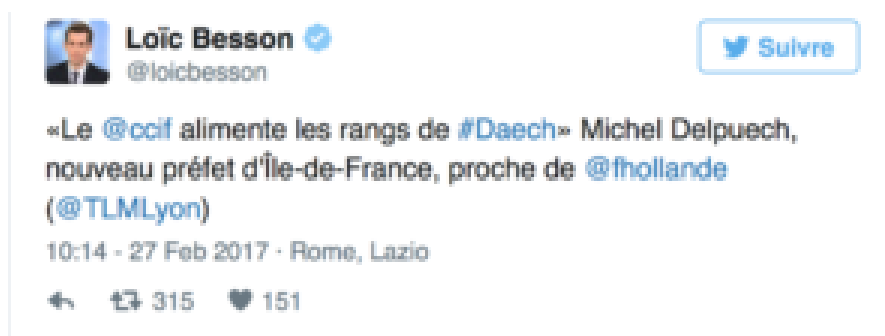 Loïc Besson
@loicbesson
Suivre
«Le @ccif alimente les rangs de #Daech» Michel Delpuech,
nouveau préfet d'Île-de-France, proche de @fhollande
(@TLMLyon)
10:14 - 27 Feb 2017 · Rome, Lazio
315 151